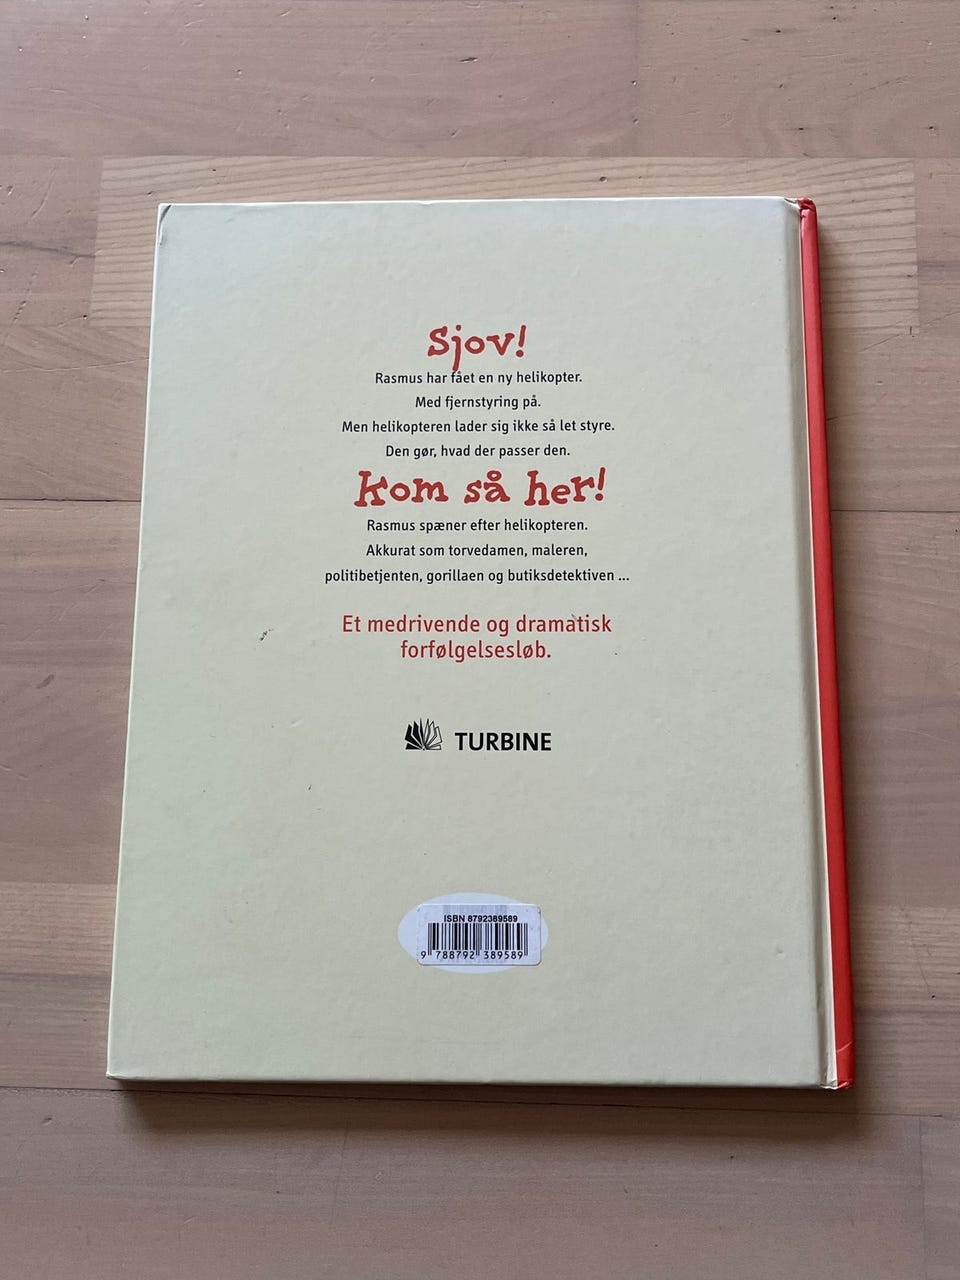 Sjov!
Rasmus har fået en ny helikopter.
Med fjernstyring på.
Men helikopteren lader sig ikke så let styre.
Den gør, hvad der passer den.
Kom så her!
Rasmus spæner efter helikopteren.
Akkurat som torvedamen, maleren,
politibetjenten, gorillaen og butiksdetektiven ...
Et medrivende og dramatisk
forfølgelsesløb.
TURBINE
ISBN 8792389589
9 788792 389589